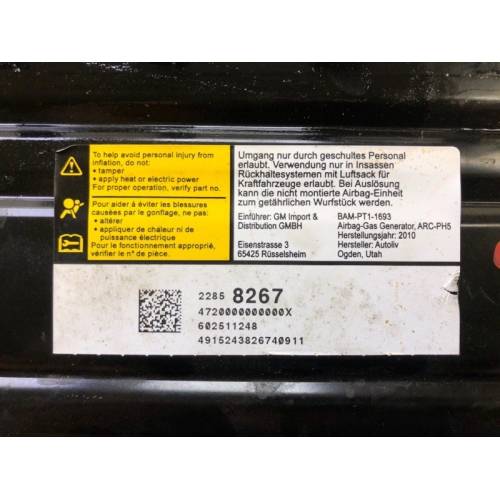 To help avoid personal injury from
inflation, do not:
• tamper
• apply heat or electric power
For proper operation, verify part no.
Pour aider à éviter les blessures
causées par le gonflage, ne pas:
• altérer
• appliquer de chaleur ni de
puissance électrique
Pour le fonctionnement approprié,
vérifier le n° de pièce.
Umgang nur durch geschultes Personal
erlaubt. Verwendung nur in Insassen
Rückhaltesystemen mit Luftsack für
Kraftfahrzeuge erlaubt. Bei Auslösung
kann die nicht montierte Airbag-Einheit
zum getährlichen Wurfstück werden.
Einführer: GM Import &
Distribution GMBH
Eisenstrasse 3
65425 Rüsselsheim
BAM-PT1-1693
Airbag-Gas Generator, ARC-PH5
Herstellungsjahr: 2010
Hersteller: Autoliv
Ogden, Utah
2285 8267
4720000000000X
602511248
4915243826740911